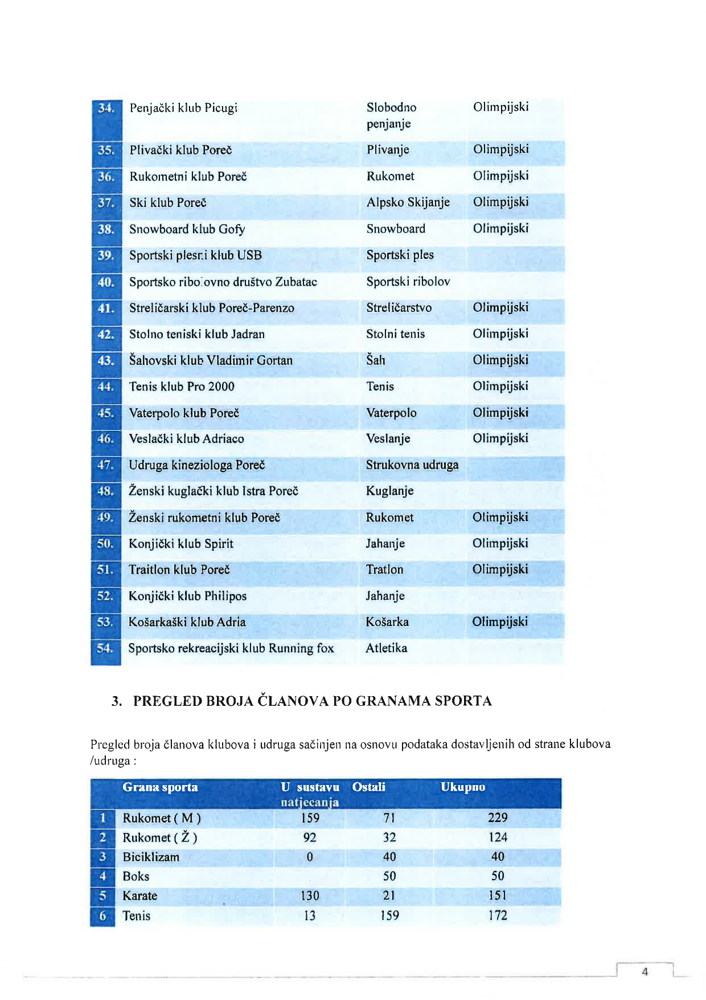 34. Penjački klub Picugi Slobodno Olimpijski
penjanje
35. Plivački klub Poreč Plivanje Olimpijski
36. Rukometni klub Poreč Rukomet Olimpijski
37. Ski klub Poreč Alpsko Skijanje Olimpijski
38. Snowboard klub Gofy Snowboard Olimpijski
39. Sportski plesni klub USB Sportski ples
40. Sportsko ribolovno društvo Zubatac Sportski ribolov
41. Streličarski klub Poreč-Parenzo Streličarstvo Olimpijski
42. Stolno teniski klub Jadran Stolni tenis Olimpijski
43. Šahovski klub Vladimir Gortan Šah Olimpijski
44. Tenis klub Pro 2000 Tenis Olimpijski
45. Vaterpolo klub Poreč Vaterpolo Olimpijski
46. Veslački klub Adriaco Veslanje Olimpijski
47. Udruga kineziologa Poreč Strukovna udruga
48. Ženski kuglački klub Istra Poreč Kuglanje
49. Ženski rukometni klub Poreč Rukomet Olimpijski
50. Konjički klub Spirit Jahanje Olimpijski
51. Traitlon klub Poreč Tratlon Olimpijski
52. Konjički klub Philipos Jahanje
53. Košarkaški klub Adria Košarka Olimpijski
54. Sportsko rekreacijski klub Running fox Atletika
3. PREGLED BROJA ČLANOVA PO GRANAMA SPORTA
Pregled broja članova klubova i udruga sačinjen na osnovu podataka dostavljenih od strane klubova
/udruga :
Grana sporta U sustavu Ostali Ukupno
natjecanja
1 Rukomet ( M ) 159 71 229
2 Rukomet ( Ž ) 92 32 124
3 Biciklizam 0 40 40
4 Boks 50 50
5 Karate 130 21 151
6 Tenis 13 159 172
4